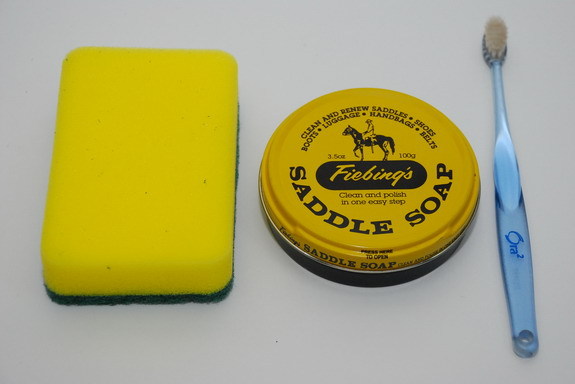 CLEAN AND RENEW SADDLES • SHOES
BOOTS • LUGGAGE • HANDBAGS • BELTS
3.5oz 100g
Fiebing's
Clean and polish
in one easy step
SADDLE SOAP
PRESS HERE
TO OPEN
SADDLE SOAP
Ora²